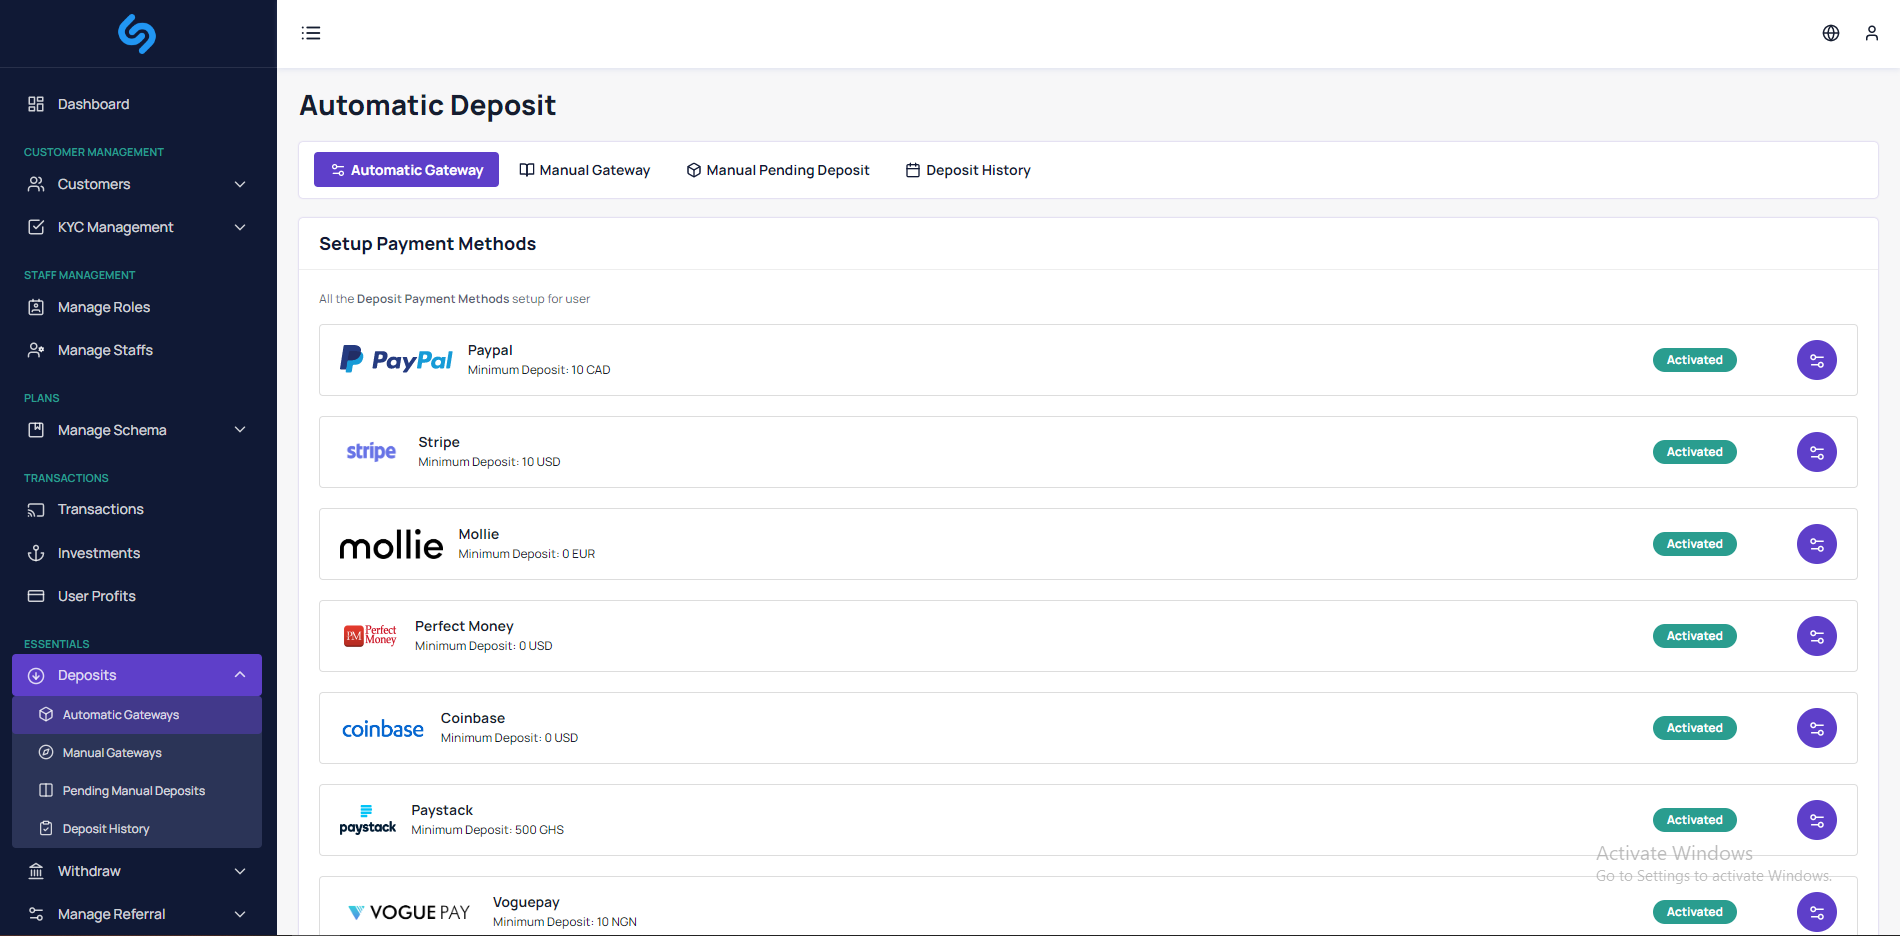 Dashboard
CUSTOMER MANAGEMENT
Customers
KYC Management
STAFF MANAGEMENT
Manage Roles
Manage Staffs
PLANS
Manage Schema
TRANSACTIONS
Transactions
Investments
User Profits
ESSENTIALS
Deposits
Automatic Gateways
Manual Gateways
Pending Manual Deposits
Deposit History
Withdraw
Manage Referral
Automatic Deposit
Automatic Gateway Manual Gateway Manual Pending Deposit Deposit History
Setup Payment Methods
All the Deposit Payment Methods setup for user
PayPal
Paypal
Minimum Deposit: 10 CAD
Activated
stripe
Stripe
Minimum Deposit: 10 USD
Activated
mollie
Mollie
Minimum Deposit: 0 EUR
Activated
PM Perfect
Money
Perfect Money
Minimum Deposit: 0 USD
Activated
coinbase
Coinbase
Minimum Deposit: 0 USD
Activated
paystack
Paystack
Minimum Deposit: 500 GHS
Activated
VOGUE PAY
Voguepay
Minimum Deposit: 10 NGN
Activated
Activate Windows
Go to Settings to activate Windows.